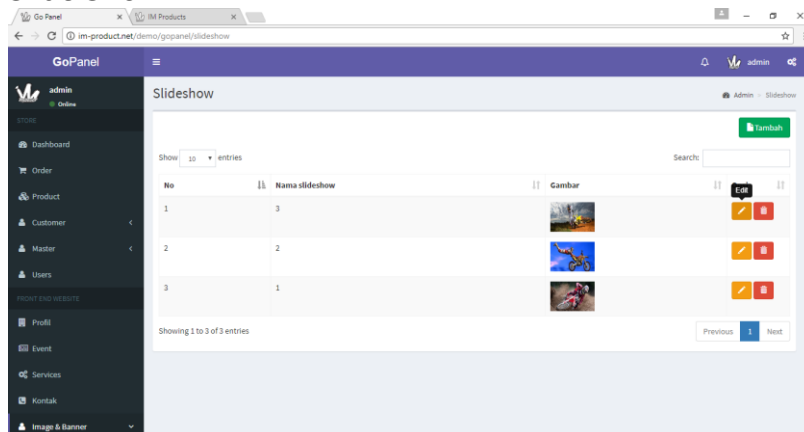 Go Panel
IM Products
im-product.net/demo/gopanel/slideshow
GoPanel
admin
admin
Online
Slideshow
Admin > Slideshow
STORE
Tambah
Dashboard
Show 10 entries
Search:
Order
No Nama slideshow Gambar
Edit
Product
1 3
Customer
2 2
Master
Users
3 1
FRONT END WEBSITE
Profil
Showing 1 to 3 of 3 entries
Previous 1 Next
Event
Services
Kontak
Image & Banner